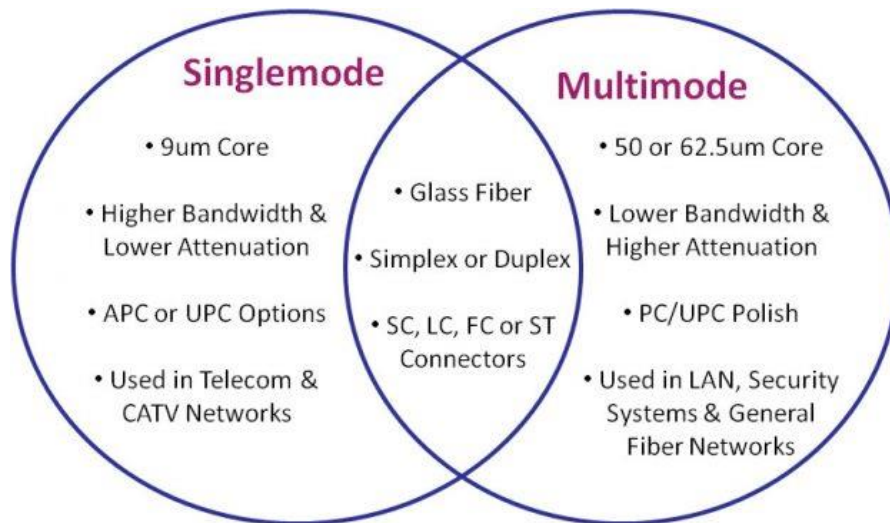 Singlemode
• 9um Core
• Higher Bandwidth &
Lower Attenuation
• APC or UPC Options
• Used in Telecom &
CATV Networks
• Glass Fiber
• Simplex or Duplex
• SC, LC, FC or ST
Connectors
Multimode
• 50 or 62.5um Core
• Lower Bandwidth &
Higher Attenuation
• PC/UPC Polish
• Used in LAN, Security
Systems & General
Fiber Networks